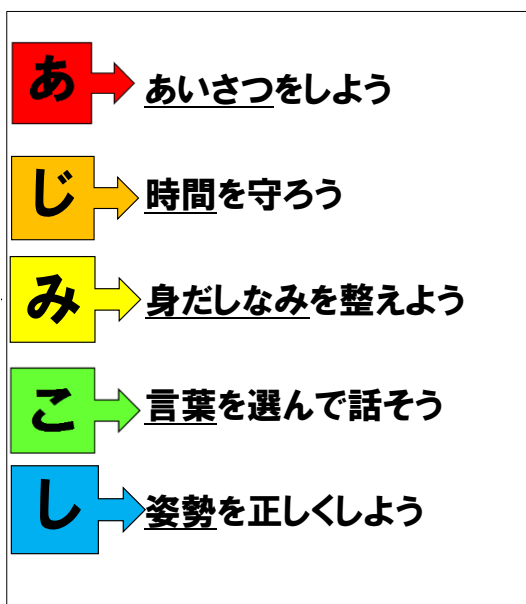 あ あいさつをしよう
じ 時間を守ろう
み 身だしなみを整えよう
こ 言葉を選んで話そう
し 姿勢を正しくしよう